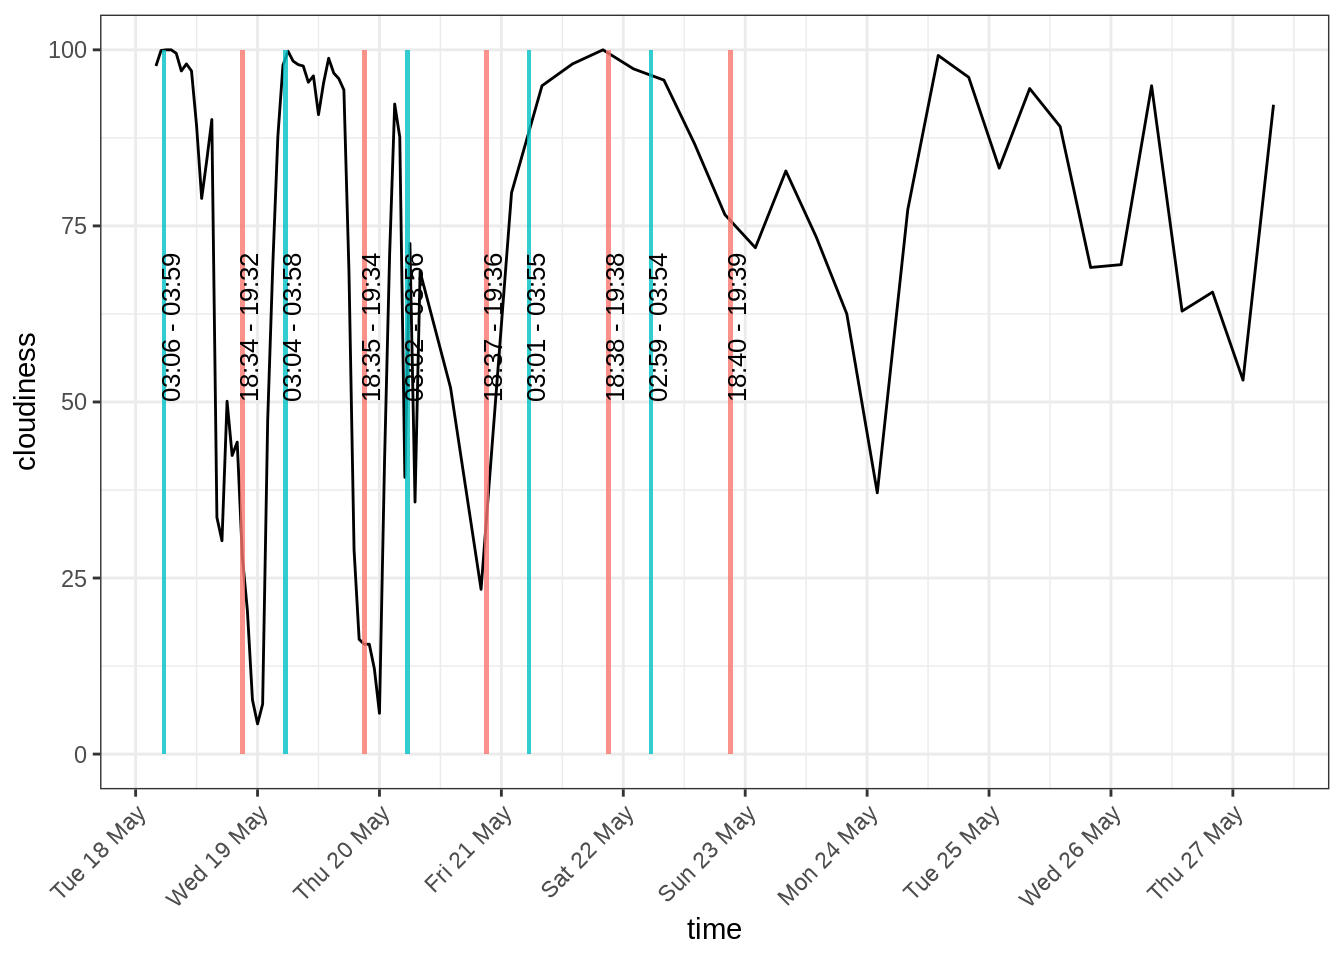 100
75
50
25
0
cloudiness
03:06 - 03:59
18:34 - 19:32
03:04 - 03:58
18:35 - 19:34
03:02 - 03:56
18:37 - 19:36
03:01 - 03:55
18:38 - 19:38
02:59 - 03:54
18:40 - 19:39
Tue 18 May
Wed 19 May
Thu 20 May
Fri 21 May
Sat 22 May
Sun 23 May
Mon 24 May
Tue 25 May
Wed 26 May
Thu 27 May
time